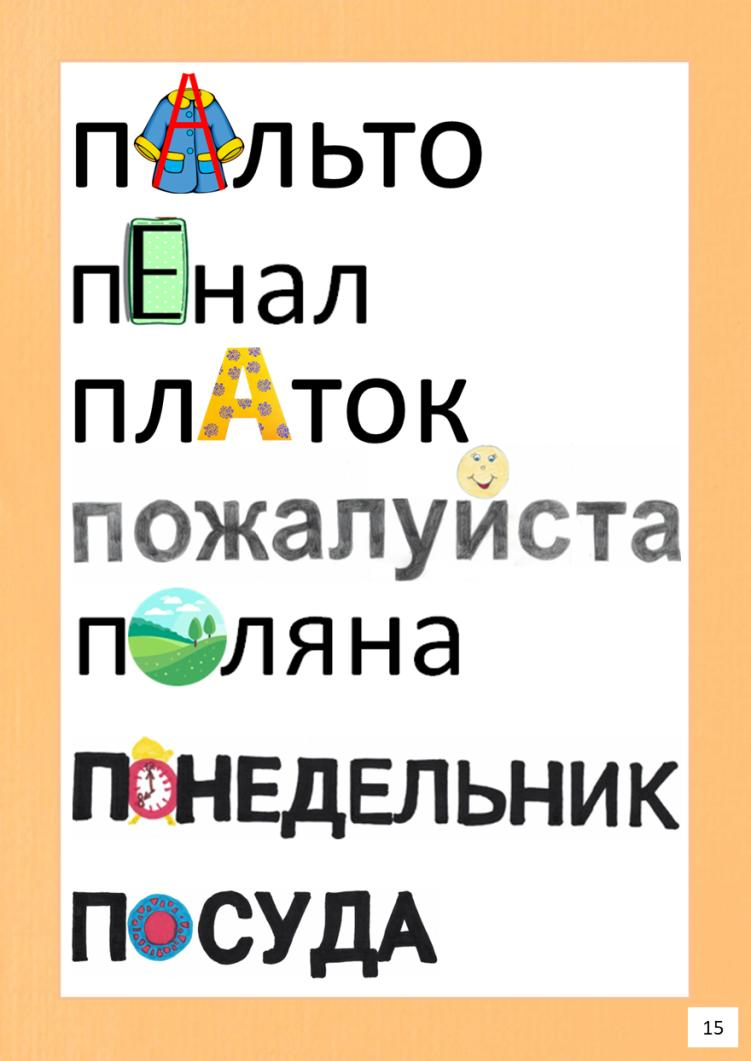 пАльто
пЕнал
плАток
пожалуйста
поляна
ПОНЕДЕЛЬНИК
ПОСУДА
15